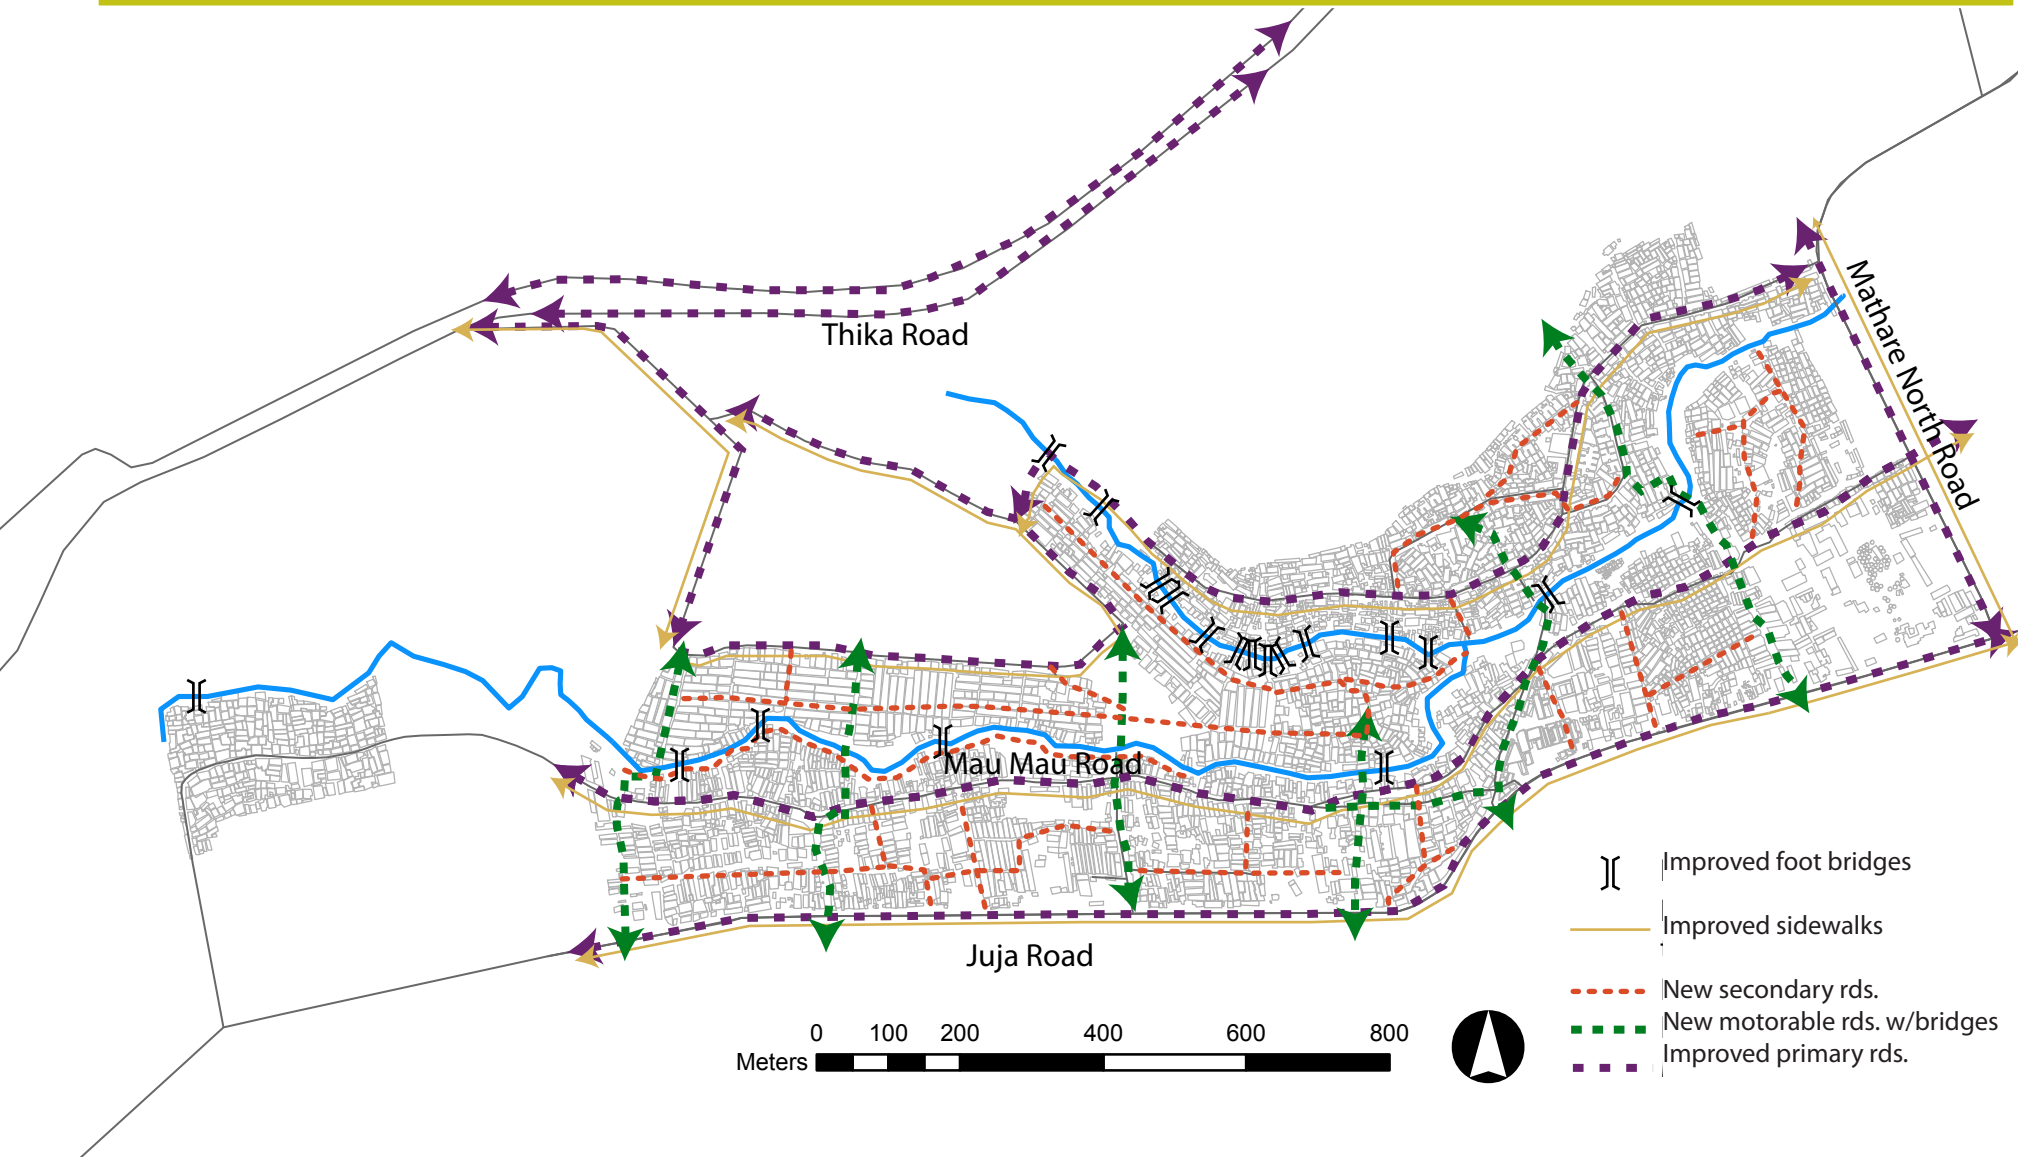 Thika Road
Mathare North Road
Mau Mau Road
Juja Road
Improved foot bridges
Improved sidewalks
New secondary rds.
New motorable rds. w/bridges
Improved primary rds.
0 100 200 400 600 800
Meters